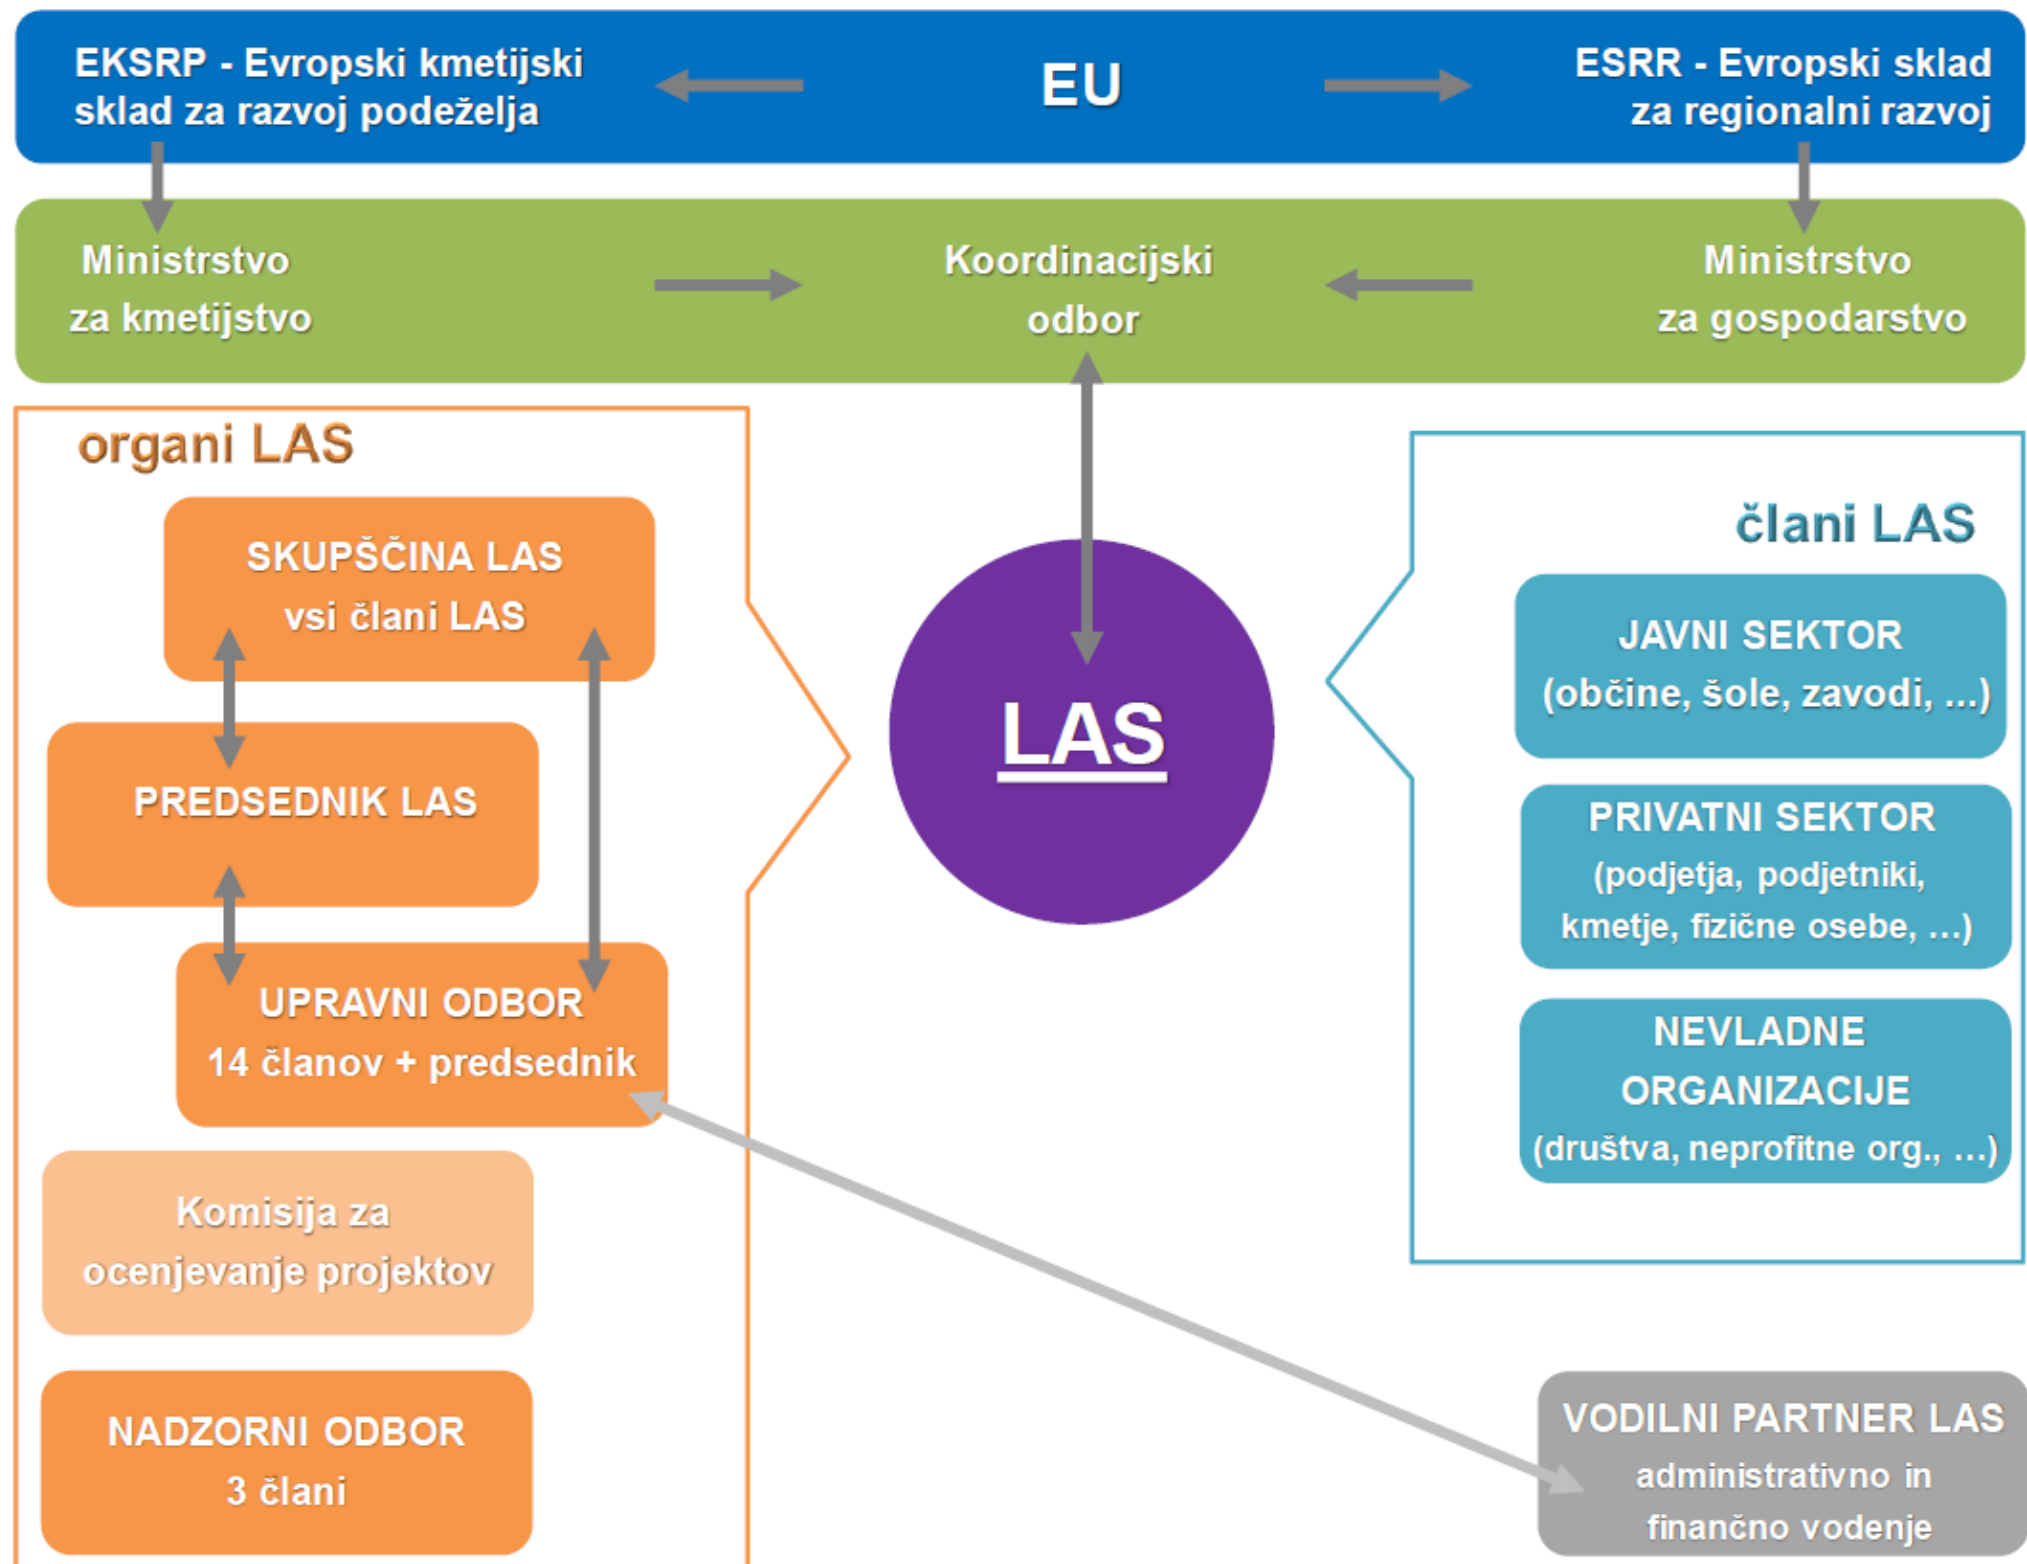 EKSRP - Evropski kmetijski
sklad za razvoj podeželja
EU
ESRR - Evropski sklad
za regionalni razvoj
Ministrstvo
za kmetijstvo
Koordinacijski
odbor
Ministrstvo
za gospodarstvo
organi LAS
SKUPŠČINA LAS
vsi člani LAS
PREDSEDNIK LAS
UPRAVNI ODBOR
14 članov + predsednik
Komisija za
ocenjevanje projektov
NADZORNI ODBOR
3 člani
LAS
člani LAS
JAVNI SEKTOR
(občine, šole, zavodi, ...)
PRIVATNI SEKTOR
(podjetja, podjetniki,
kmetje, fizične osebe, ...)
NEVLADNE
ORGANIZACIJE
(društva, neprofitne org., ...)
VODILNI PARTNER LAS
administrativno in
finančno vodenje